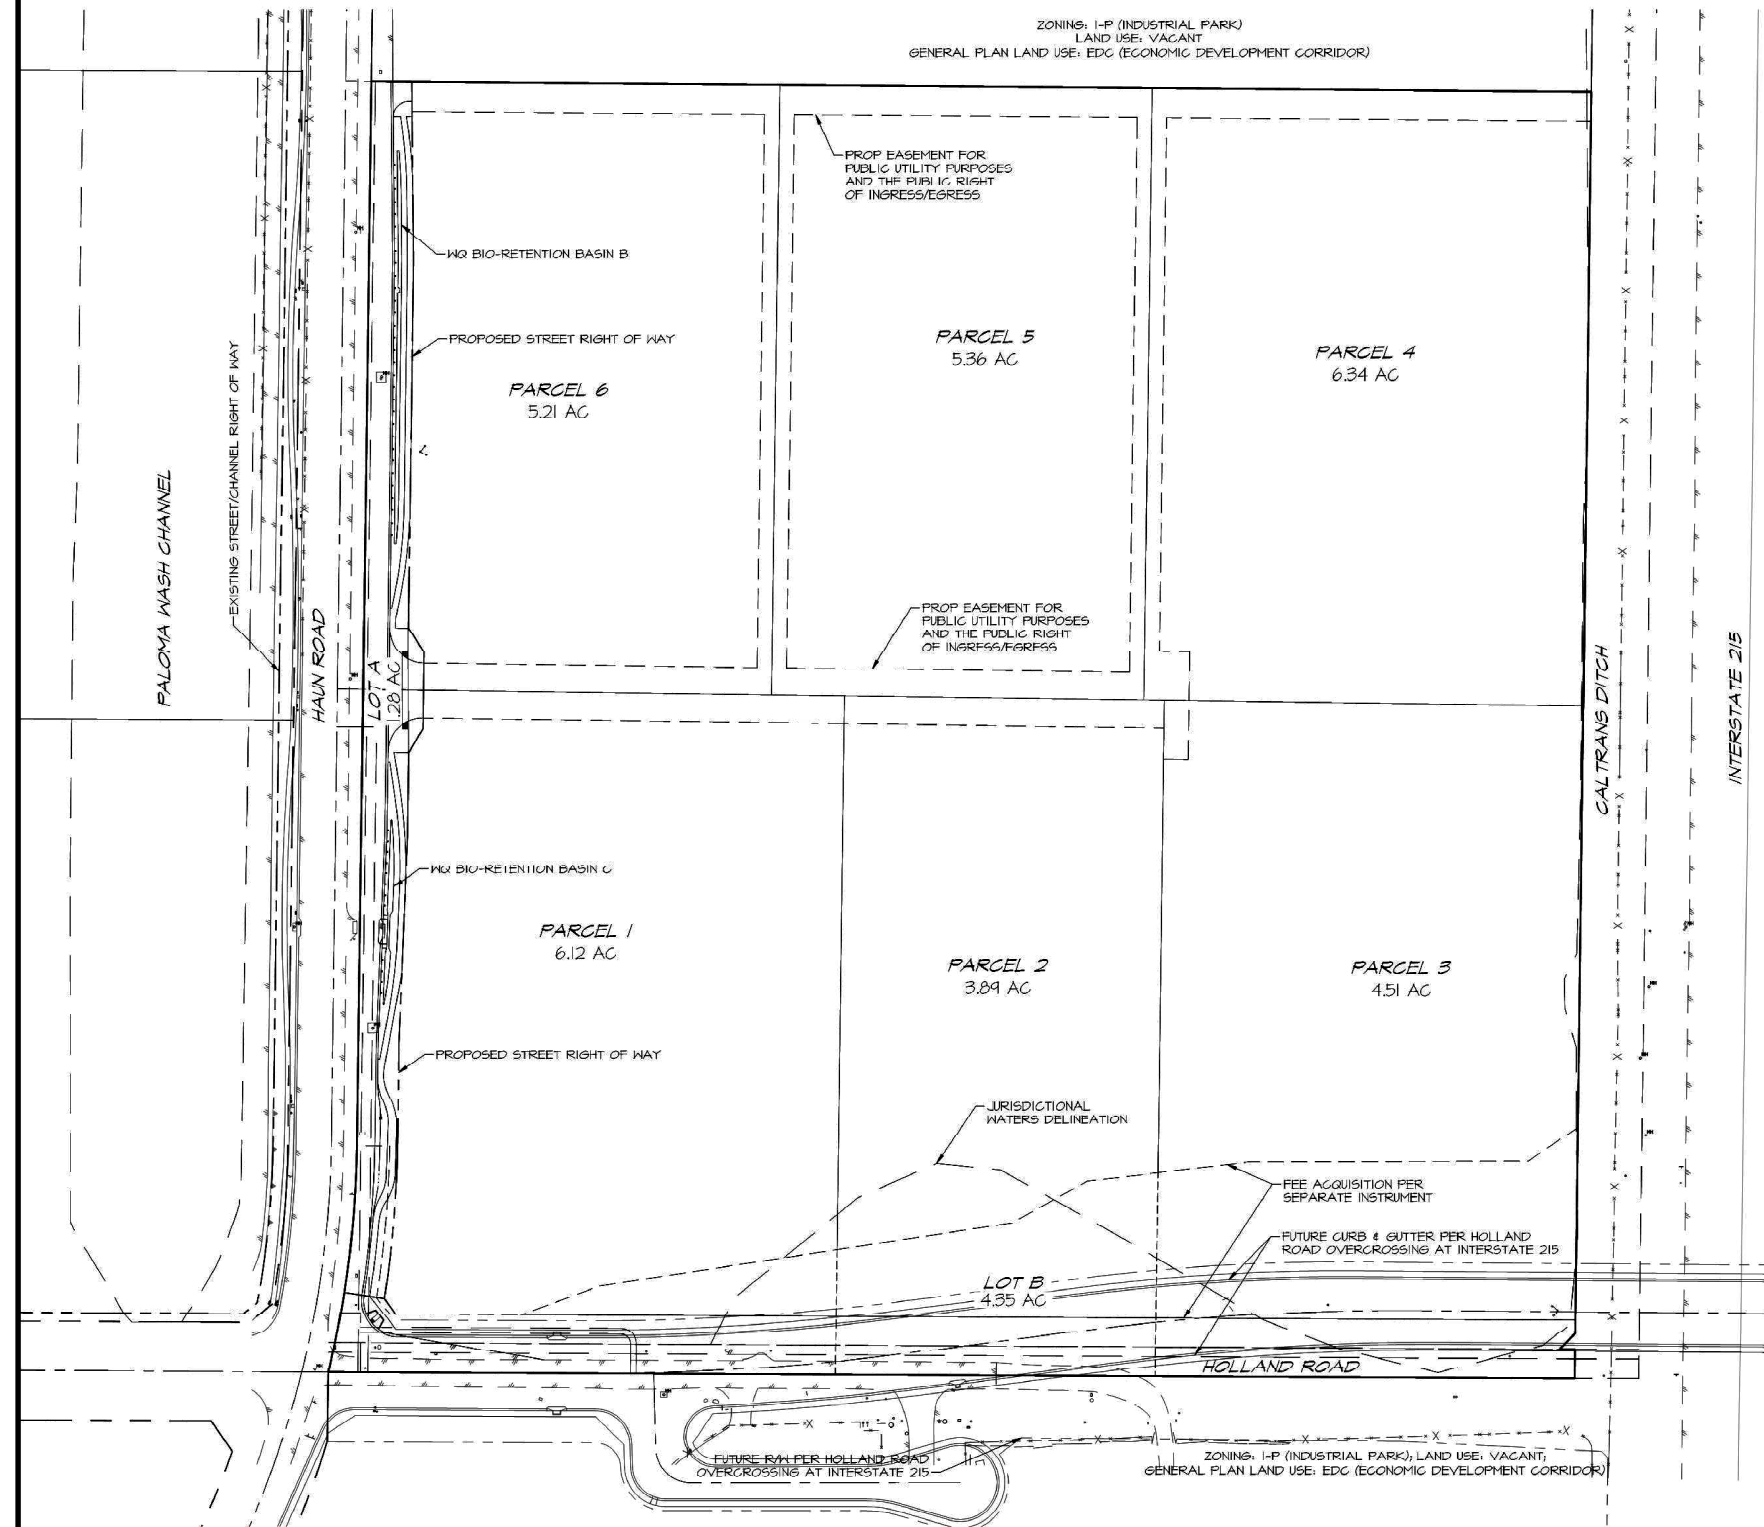 ZONING: I-P (INDUSTRIAL PARK)
LAND USE: VACANT
GENERAL PLAN LAND USE: EDC (ECONOMIC DEVELOPMENT CORRIDOR)
PROP EASEMENT FOR
PUBLIC UTILITY PURPOSES
AND THE PUBLIC RIGHT
OF INGRESS/EGRESS
WQ BIO-RETENTION BASIN B
PROPOSED STREET RIGHT OF WAY
PARCEL 6
5.21 AC
PARCEL 5
5.36 AC
PARCEL 4
6.34 AC
EXISTING STREET/CHANNEL RIGHT OF WAY
PALOMA WASH CHANNEL
HAUN ROAD
LOT A
1.28 AC
PROP EASEMENT FOR
PUBLIC UTILITY PURPOSES
AND THE PUBLIC RIGHT
OF INGRESS/EGRESS
CALTRANS DITCH
INTERSTATE 215
WQ BIO-RETENTION BASIN C
PARCEL 1
6.12 AC
PARCEL 2
3.89 AC
PARCEL 3
4.51 AC
PROPOSED STREET RIGHT OF WAY
JURISDICTIONAL
WATERS DELINEATION
FEE ACQUISITION PER
SEPARATE INSTRUMENT
FUTURE CURB & GUTTER PER HOLLAND
ROAD OVERCROSSING AT INTERSTATE 215
LOT B
4.35 AC
HOLLAND ROAD
FUTURE R/W PER HOLLAND ROAD
OVERCROSSING AT INTERSTATE 215
ZONING: I-P (INDUSTRIAL PARK); LAND USE: VACANT;
GENERAL PLAN LAND USE: EDC (ECONOMIC DEVELOPMENT CORRIDOR)